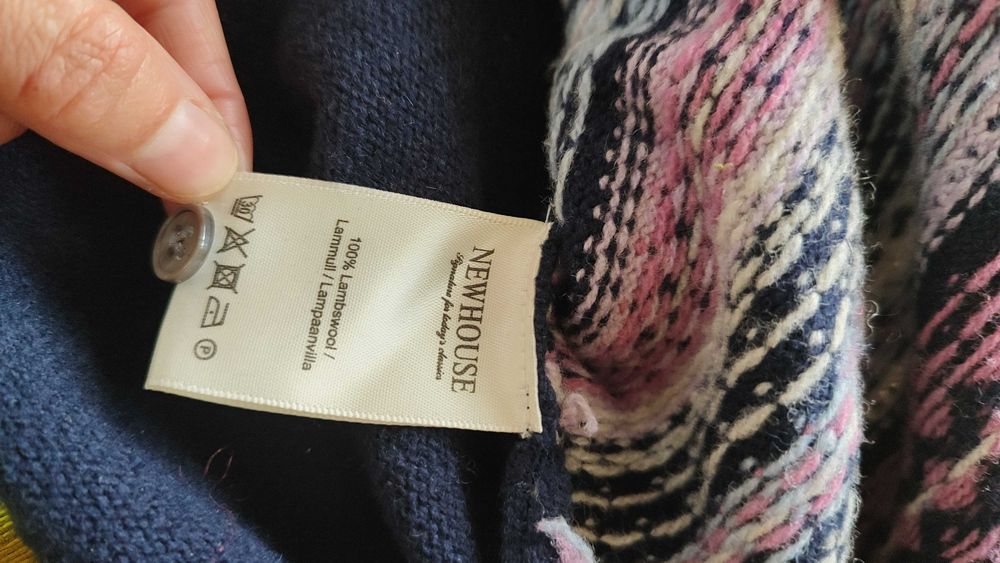 NEWHOUSE
Signature for today's classics
100% Lambswool /
Lammull / Lampaanvilla
30
P